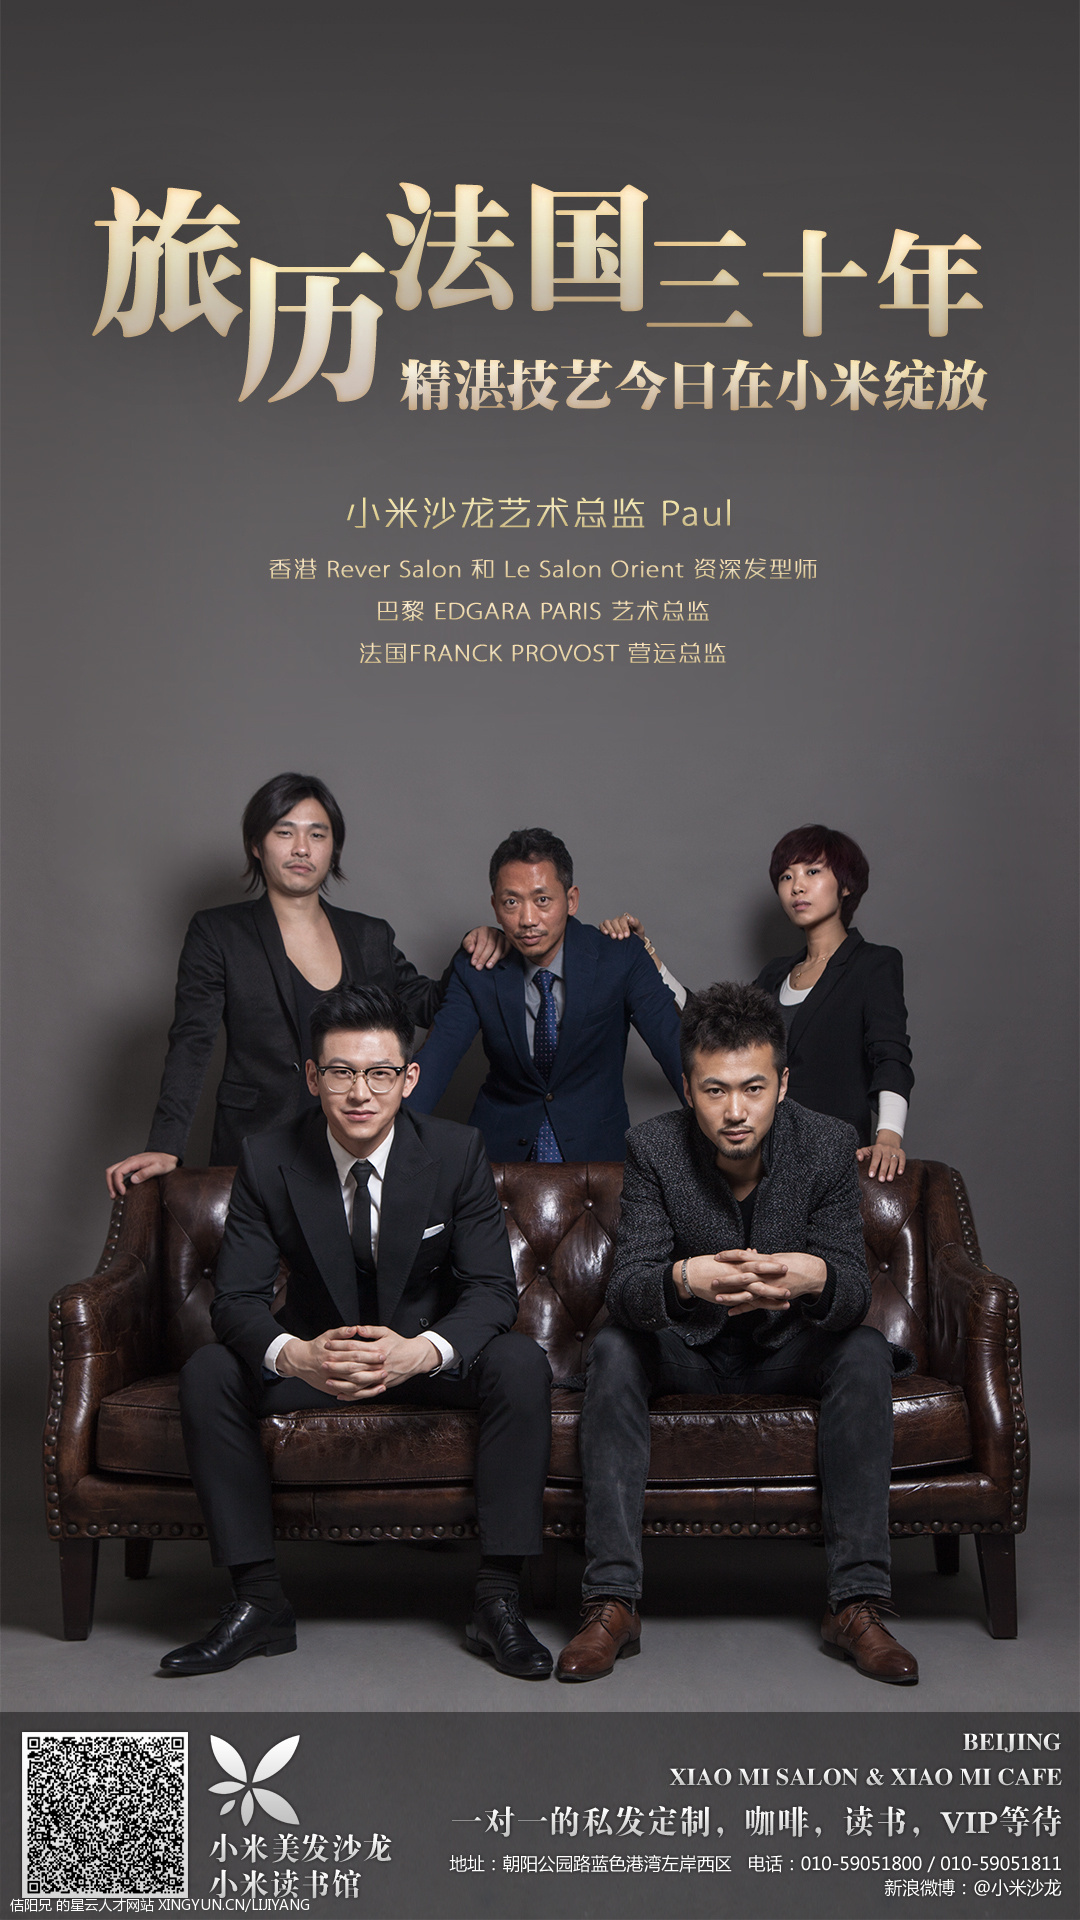 旅历法国三十年
精湛技艺今日在小米绽放
小米沙龙艺术总监 Paul
香港 Rever Salon 和 Le Salon Orient 资深发型师
巴黎 EDGARA PARIS 艺术总监
法国FRANCK PROVOST 营运总监
BEIJING
XIAO MI SALON & XIAO MI CAFE
一对一的私发定制，咖啡，读书，VIP等待
地址：朝阳公园路蓝色港湾左岸西区 电话：010-59051800 / 010-59051811
新浪微博：@小米沙龙
小米美发沙龙
小米读书馆
佶阳兄 的星云人才网站 XINGYUN.CN/LIJIYANG